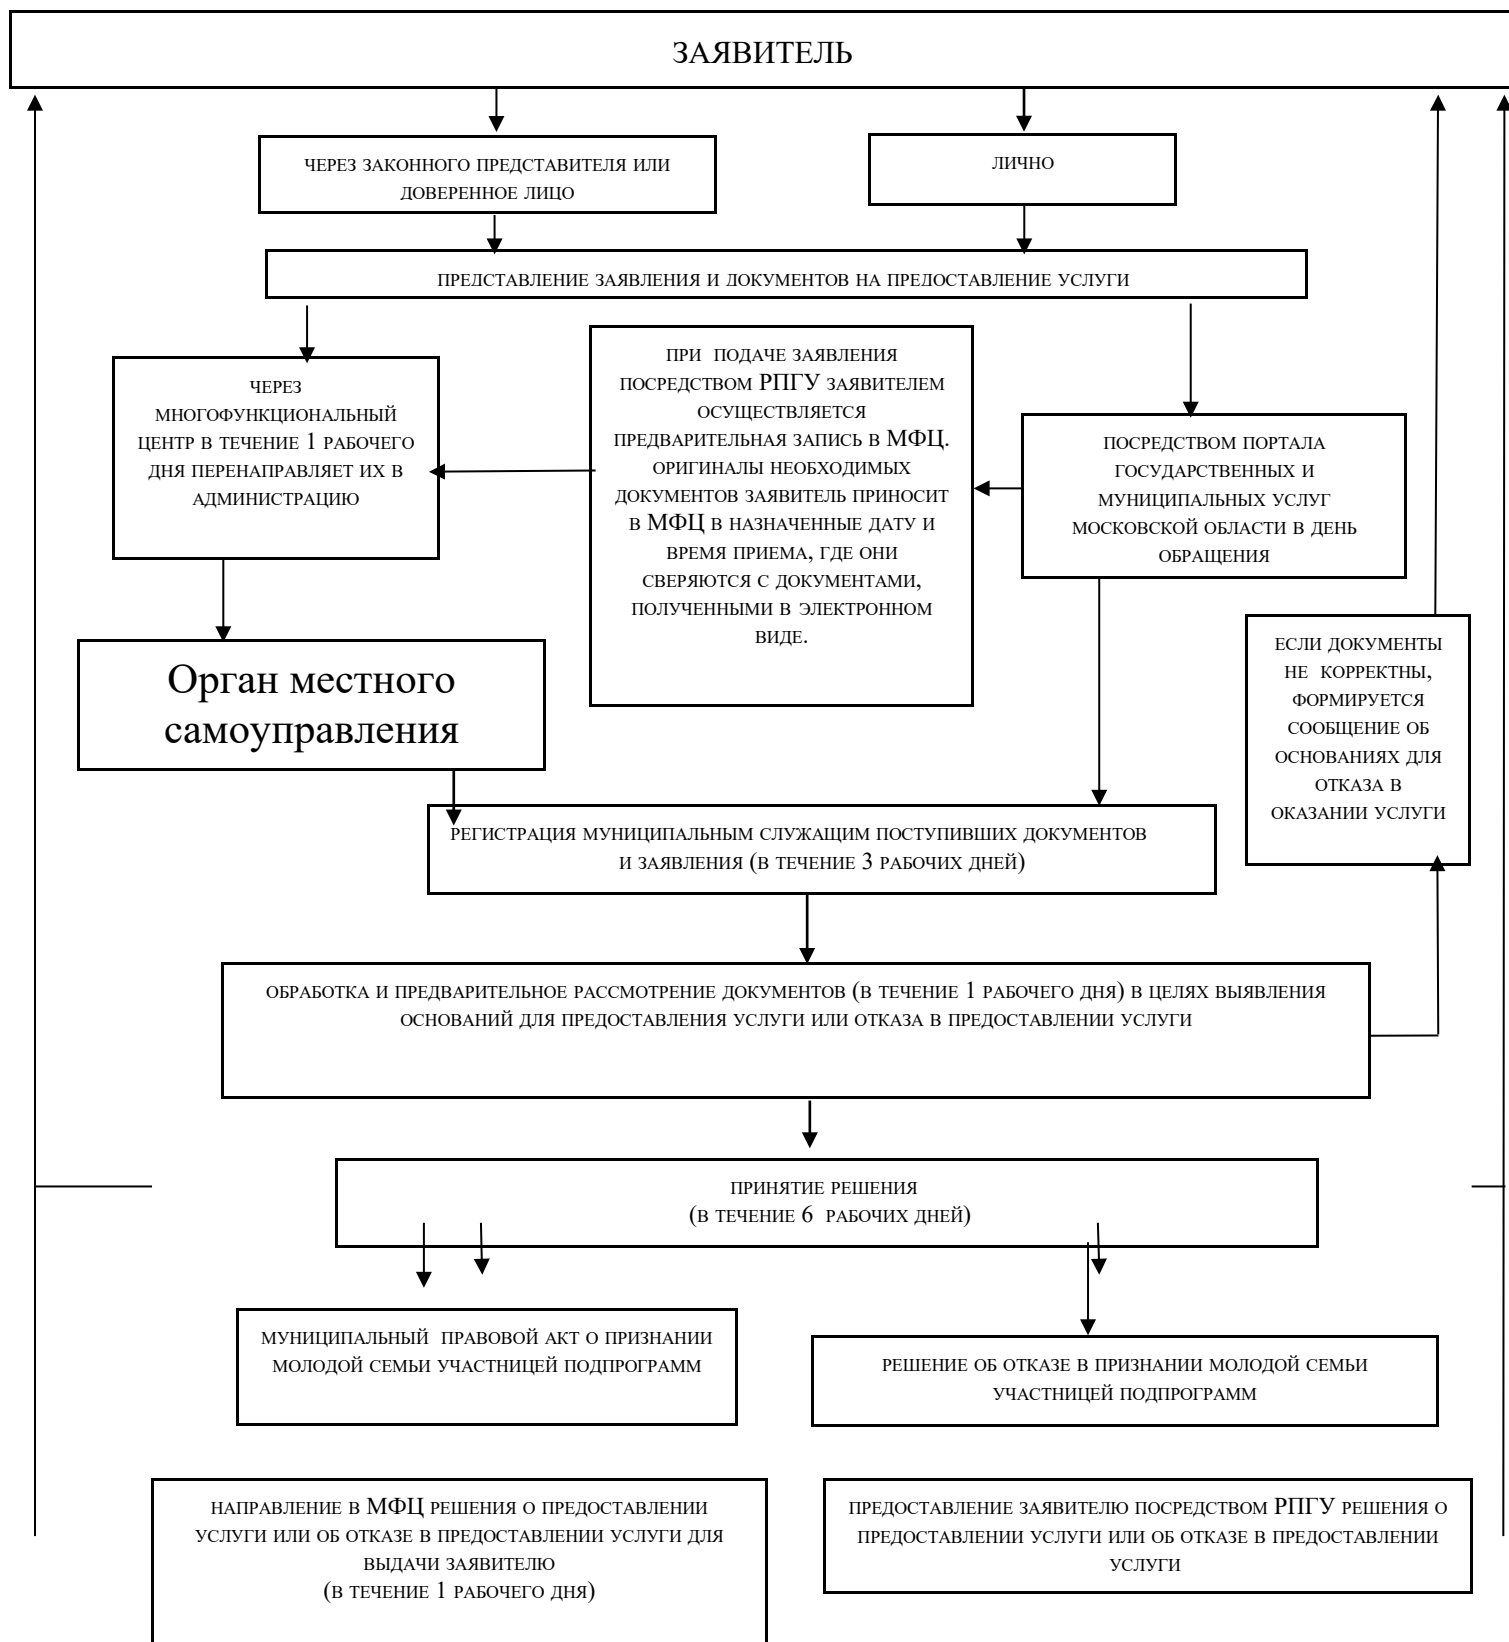 ЗАЯВИТЕЛЬ
ЧЕРЕЗ ЗАКОННОГО ПРЕДСТАВИТЕЛЯ ИЛИ
ДОВЕРЕННОЕ ЛИЦО
ЛИЧНО
ПРЕДСТАВЛЕНИЕ ЗАЯВЛЕНИЯ И ДОКУМЕНТОВ НА ПРЕДОСТАВЛЕНИЕ УСЛУГИ
ЧЕРЕЗ
МНОГОФУНКЦИОНАЛЬНЫЙ
ЦЕНТР В ТЕЧЕНИЕ 1 РАБОЧЕГО
ДНЯ ПЕРЕНАПРАВЛЯЕТ ИХ В
АДМИНИСТРАЦИЮ
ПРИ ПОДАЧЕ ЗАЯВЛЕНИЯ
ПОСРЕДСТВОМ РПГУ ЗАЯВИТЕЛЕМ
ОСУЩЕСТВЛЯЕТСЯ
ПРЕДВАРИТЕЛЬНАЯ ЗАПИСЬ В МФЦ.
ОРИГИНАЛЫ НЕОБХОДИМЫХ
ДОКУМЕНТОВ ЗАЯВИТЕЛЬ ПРИНОСИТ
В МФЦ В НАЗНАЧЕННЫЕ ДАТУ И
ВРЕМЯ ПРИЕМА, ГДЕ ОНИ
СВЕРЯЮТСЯ С ДОКУМЕНТАМИ,
ПОЛУЧЕННЫМИ В ЭЛЕКТРОННОМ
ВИДЕ.
ПОСРЕДСТВОМ ПОРТАЛА
ГОСУДАРСТВЕННЫХ И
МУНИЦИПАЛЬНЫХ УСЛУГ
МОСКОВСКОЙ ОБЛАСТИ В ДЕНЬ
ОБРАЩЕНИЯ
Орган местного
самоуправления
ЕСЛИ ДОКУМЕНТЫ
НЕ КОРРЕКТНЫ,
ФОРМИРУЕТСЯ
СООБЩЕНИЕ ОБ
ОСНОВАНИЯХ ДЛЯ
ОТКАЗА В
ОКАЗАНИИ УСЛУГИ
РЕГИСТРАЦИЯ МУНИЦИПАЛЬНЫМ СЛУЖАЩИМ ПОСТУПИВШИХ ДОКУМЕНТОВ
И ЗАЯВЛЕНИЯ (В ТЕЧЕНИЕ 3 РАБОЧИХ ДНЕЙ)
ОБРАБОТКА И ПРЕДВАРИТЕЛЬНОЕ РАССМОТРЕНИЕ ДОКУМЕНТОВ (В ТЕЧЕНИЕ 1 РАБОЧЕГО ДНЯ) В ЦЕЛЯХ ВЫЯВЛЕНИЯ
ОСНОВАНИЙ ДЛЯ ПРЕДОСТАВЛЕНИЯ УСЛУГИ ИЛИ ОТКАЗА В ПРЕДОСТАВЛЕНИИ УСЛУГИ
ПРИНЯТИЕ РЕШЕНИЯ
(В ТЕЧЕНИЕ 6 РАБОЧИХ ДНЕЙ)
МУНИЦИПАЛЬНЫЙ ПРАВОВОЙ АКТ О ПРИЗНАНИИ
МОЛОДОЙ СЕМЬИ УЧАСТНИЦЕЙ ПОДПРОГРАММ
РЕШЕНИЕ ОБ ОТКАЗЕ В ПРИЗНАНИИ МОЛОДОЙ СЕМЬИ
УЧАСТНИЦЕЙ ПОДПРОГРАММ
НАПРАВЛЕНИЕ В МФЦ РЕШЕНИЯ О ПРЕДОСТАВЛЕНИИ
УСЛУГИ ИЛИ ОБ ОТКАЗЕ В ПРЕДОСТАВЛЕНИИ УСЛУГИ ДЛЯ
ВЫДАЧИ ЗАЯВИТЕЛЮ
(В ТЕЧЕНИЕ 1 РАБОЧЕГО ДНЯ)
ПРЕДОСТАВЛЕНИЕ ЗАЯВИТЕЛЮ ПОСРЕДСТВОМ РПГУ РЕШЕНИЯ О
ПРЕДОСТАВЛЕНИИ УСЛУГИ ИЛИ ОБ ОТКАЗЕ В ПРЕДОСТАВЛЕНИИ
УСЛУГИ